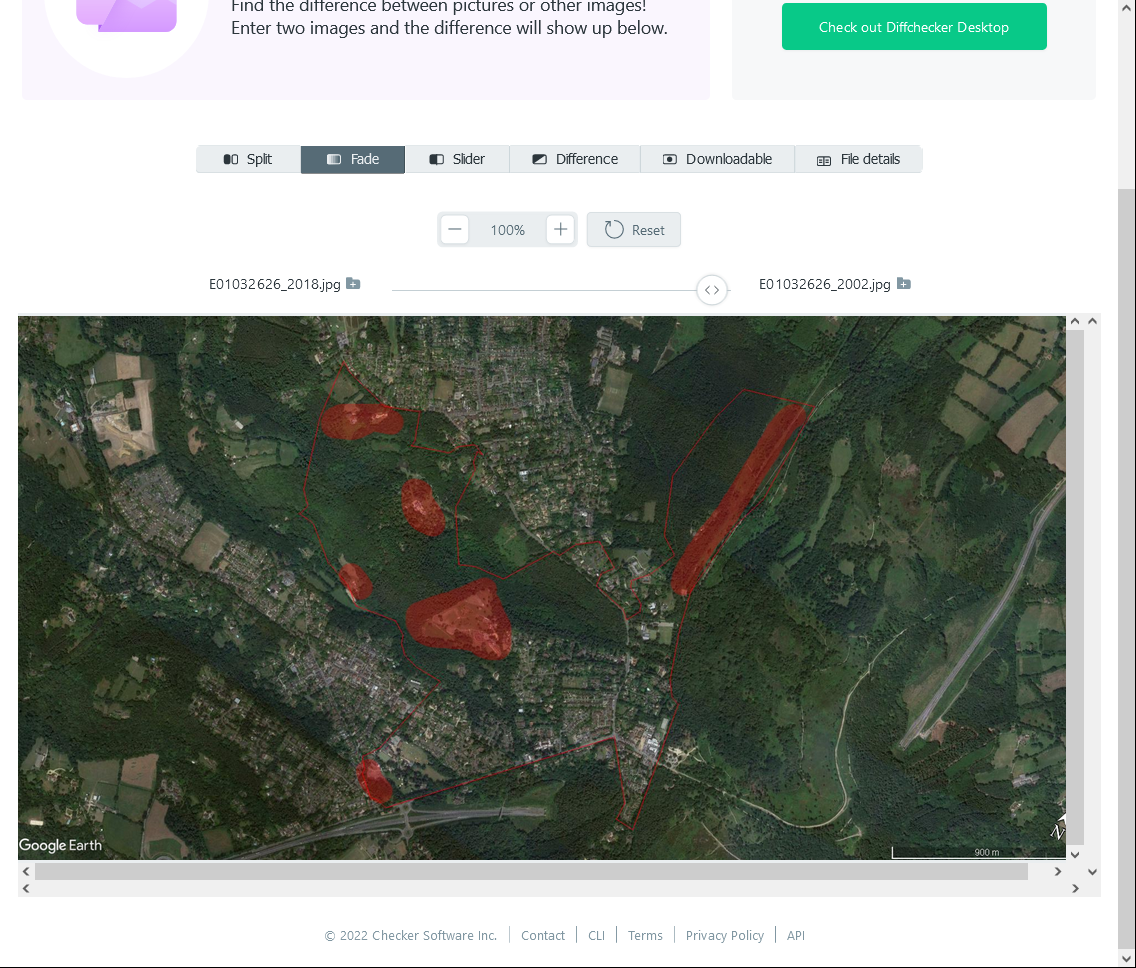 Find the difference between pictures or other images!
Enter two images and the difference will show up below.
Check out Diffchecker Desktop
Split
Fade
Slider
Difference
Downloadable
File details
100%
Reset
E01032626_2018.jpg
E01032626_2002.jpg
N
Google Earth
900 m
© 2022 Checker Software Inc.
Contact
CLI
Terms
Privacy Policy
API